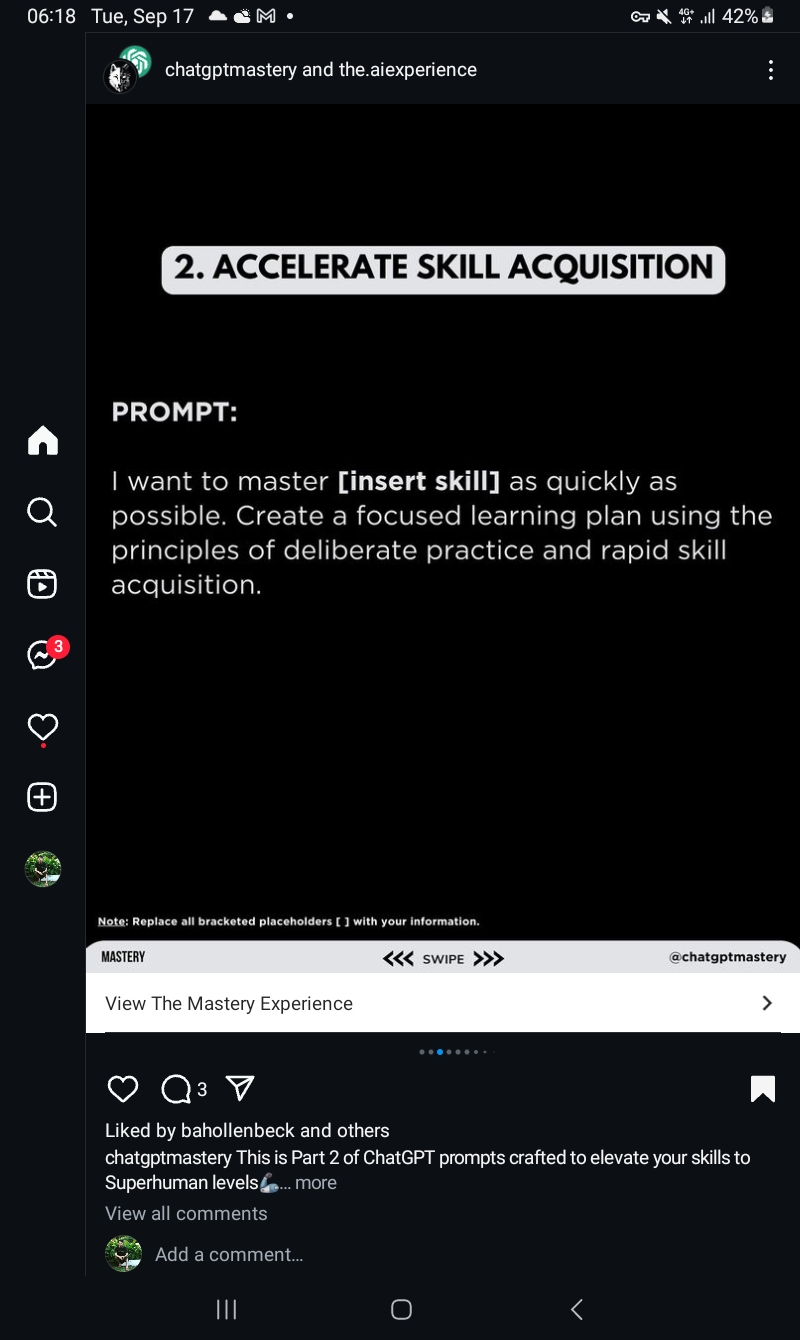 06:18 Tue, Sep 17
4G+ 42%
chatgptmastery and the.aiexperience
2. ACCELERATE SKILL ACQUISITION
PROMPT:
I want to master [insert skill] as quickly as
possible. Create a focused learning plan using the
principles of deliberate practice and rapid skill
acquisition.
3
Note: Replace all bracketed placeholders [ ] with your information.
MASTERY
<<< SWIPE >>>
@chatgptmastery
View The Mastery Experience
3
Liked by bahollenbeck and others
chatgptmastery This is Part 2 of ChatGPT prompts crafted to elevate your skills to
Superhuman levels🦾... more
View all comments
Add a comment...